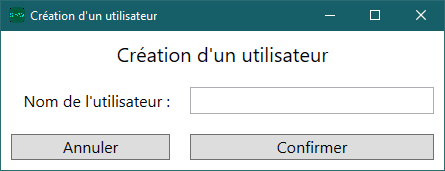 Création d'un utilisateur
Création d'un utilisateur
Nom de l'utilisateur :
Annuler
Confirmer